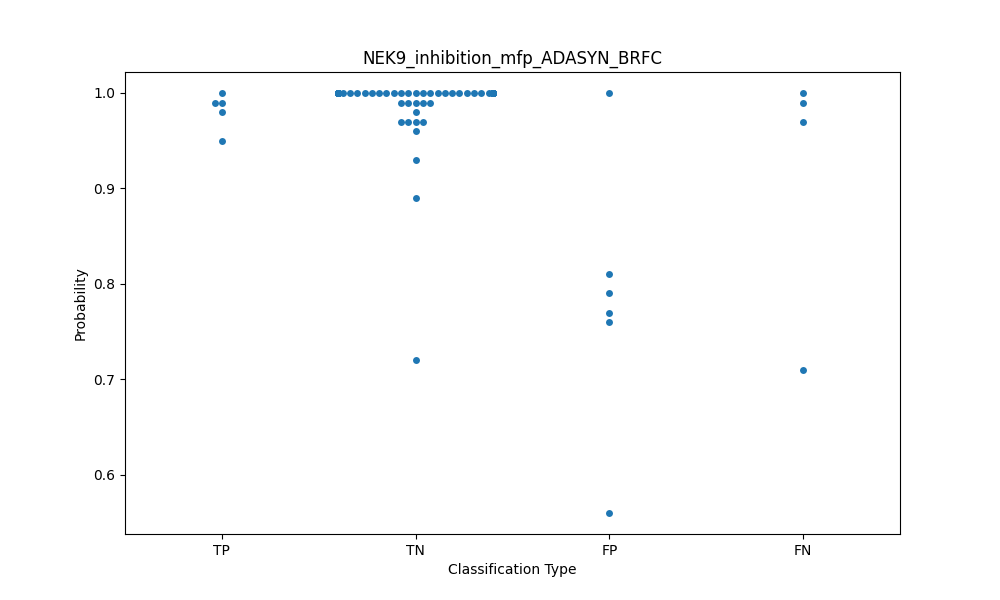 NEK9_inhibition_mfp_ADASYN_BRFC
1.0
0.9
0.8
0.7
0.6
Probability
TP TN FP FN
Classification Type